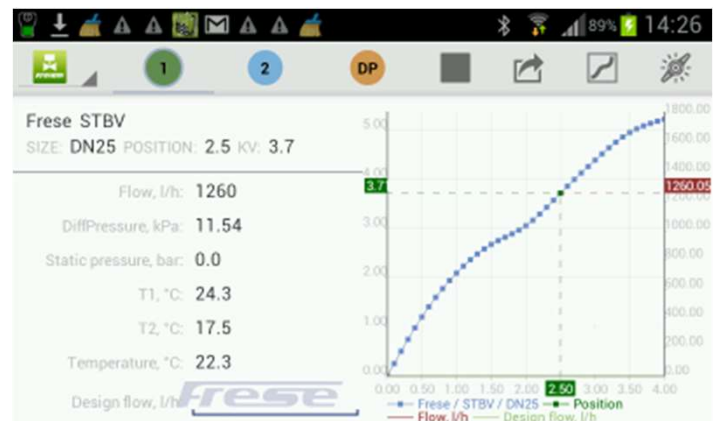 89% 14:26
FRESE
1
2
DP
Frese STBV
SIZE: DN25 POSITION: 2.5 KV: 3.7
Flow, l/h: 1260
DiffPressure, kPa: 11.54
Static pressure, bar: 0.0
T1, °C: 24.3
T2, °C: 17.5
Temperature, °C: 22.3
Design flow, l/h
Frese
5.00
4.00
3.71
3.00
2.00
1.00
0.00
1800.00
1600.00
1400.00
1260.05
1200.00
1000.00
800.00
600.00
400.00
200.00
0.00
0.00 0.50 1.00 1.50 2.00 2.50 3.00 3.50 4.00
Frese / STBV / DN25 Position
Flow, l/h Design flow, l/h